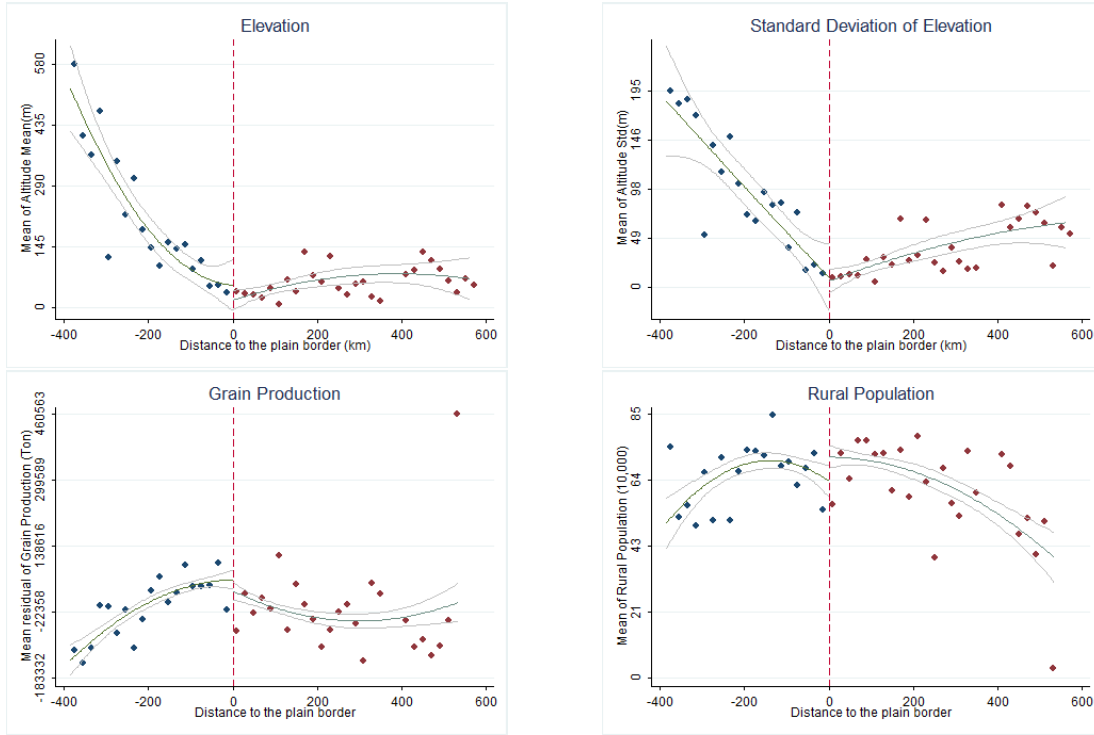 Elevation
Mean of Altitude Mean(m)
580
435
290
145
0
-400 -200 0 200 400 600
Distance to the plain border (km)
Standard Deviation of Elevation
Mean of Altitude Std(m)
195
146
98
49
0
-400 -200 0 200 400 600
Distance to the plain border (km)
Grain Production
Mean residual of Grain Production (Ton)
460563
299589
13861
-22358
-183332
-400 -200 0 200 400 600
Distance to the plain border
Rural Population
Mean of Rural Population (10,000)
85
64
43
21
0
-400 -200 0 200 400 600
Distance to the plain border